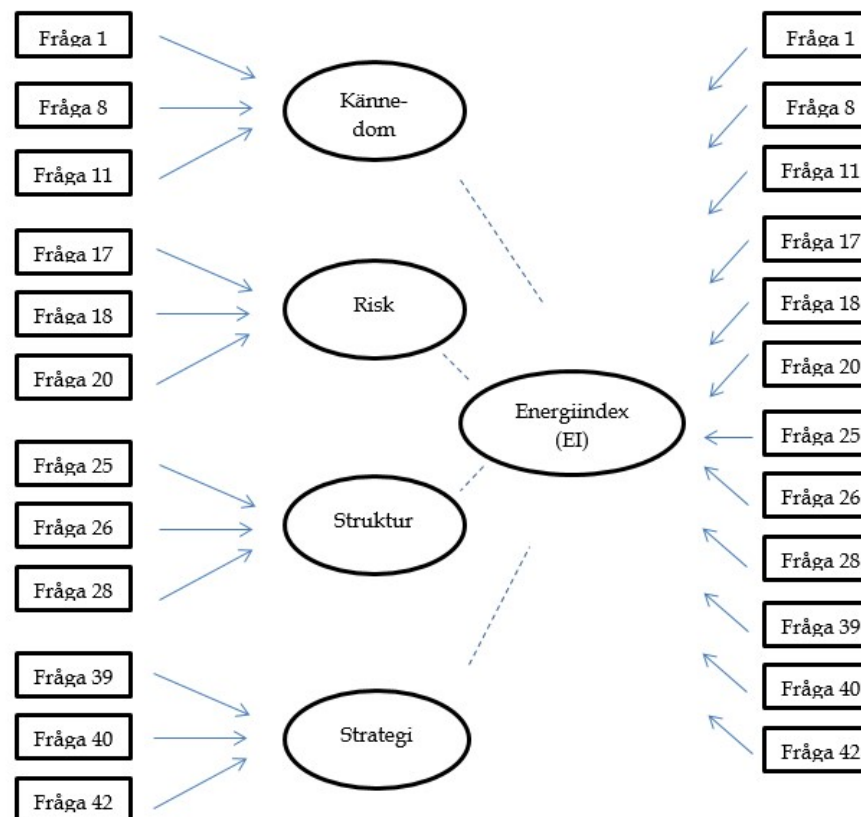 Fråga 1
Fråga 8
Fråga 11
Fråga 17
Fråga 18
Fråga 20
Fråga 25
Fråga 26
Fråga 28
Fråga 39
Fråga 40
Fråga 42
Känne-
dom
Risk
Struktur
Strategi
Energiindex
(EI)
Fråga 1
Fråga 8
Fråga 11
Fråga 17
Fråga 18
Fråga 20
Fråga 25
Fråga 26
Fråga 28
Fråga 39
Fråga 40
Fråga 42